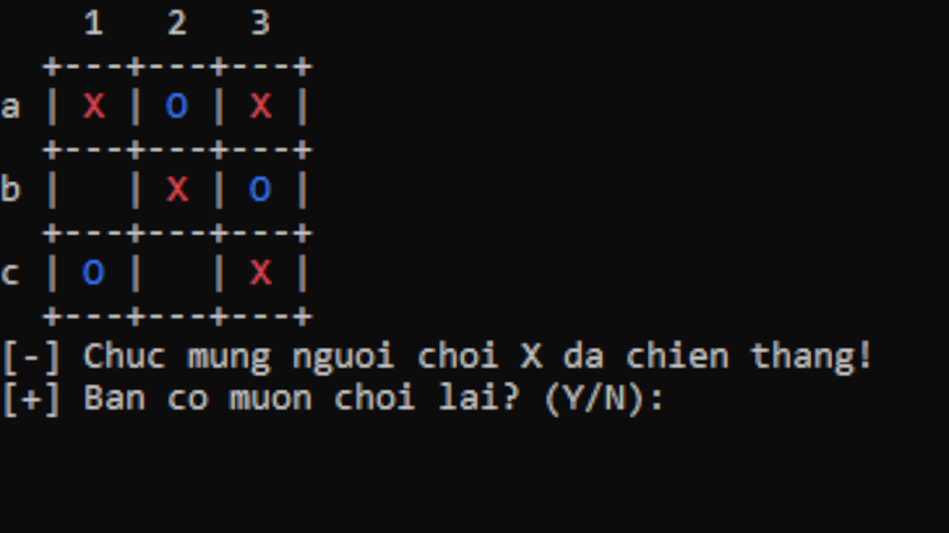 1 2 3
+---+---+---+
a | X | O | X |
+---+---+---+
b |   | X | O |
+---+---+---+
c | O |   | X |
+---+---+---+
[-] Chuc mung nguoi choi X da chien thang!
[+] Ban co muon choi lai? (Y/N):